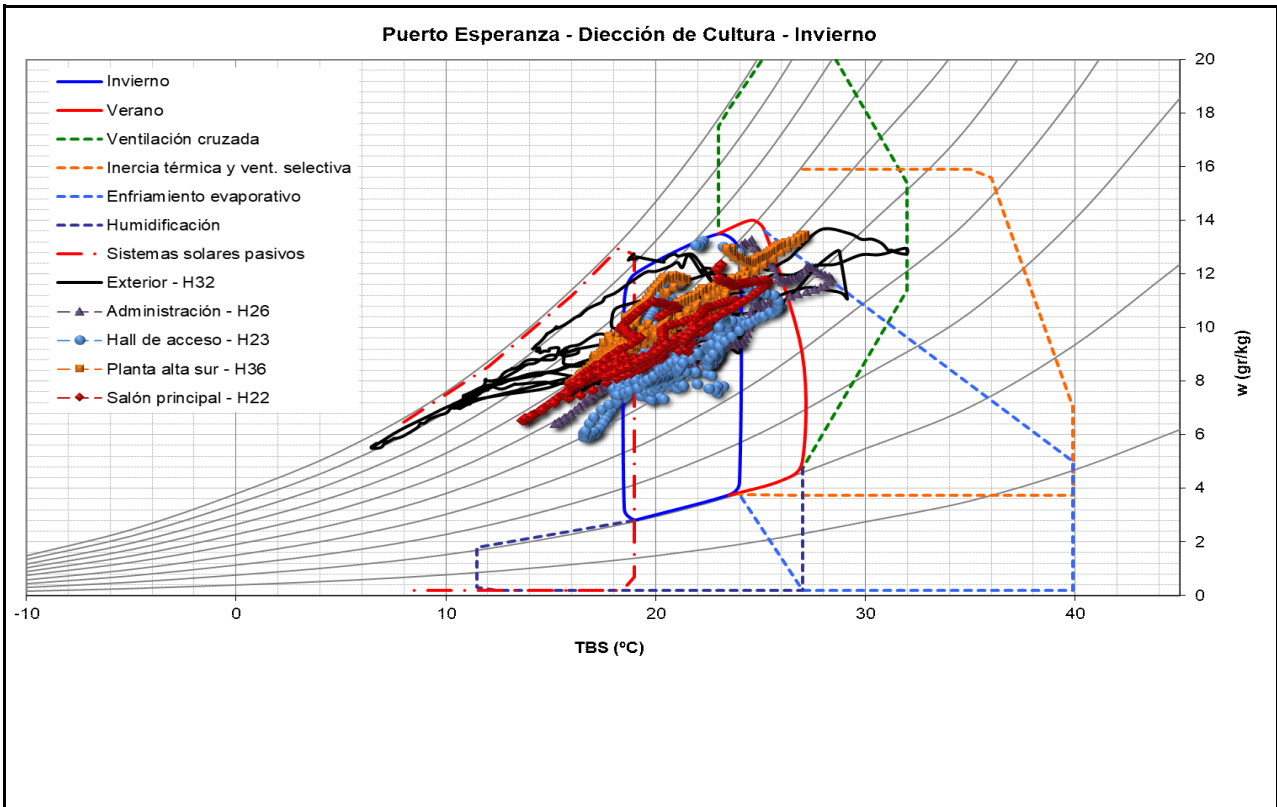 Puerto Esperanza - Diección de Cultura - Invierno
Invierno
Verano
Ventilación cruzada
Inercia térmica y vent. selectiva
Enfriamiento evaporativo
Humidificación
Sistemas solares pasivos
Exterior - H32
Administración - H26
Hall de acceso - H23
Planta alta sur - H36
Salón principal - H22
20
18
16
14
12
10
8
6
4
2
0
w (gr/kg)
-10
0
10
20
30
40
TBS (ºC)